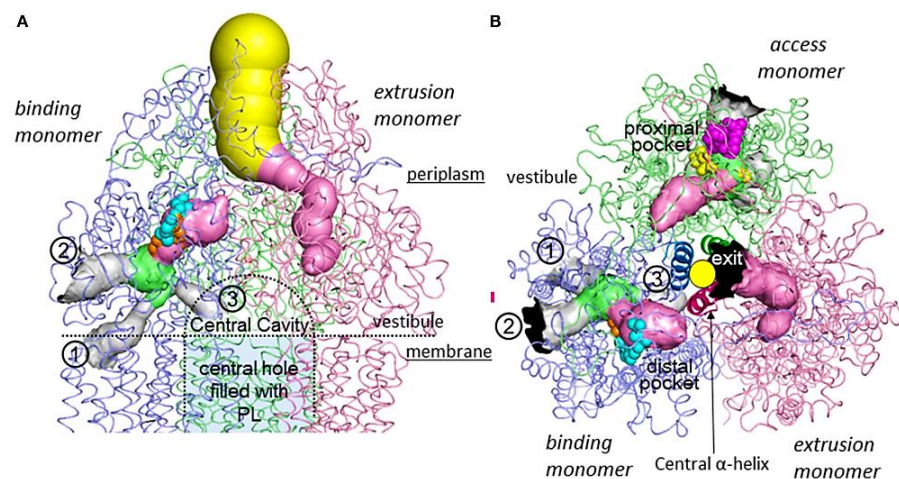 A
binding
monomer
extrusion
monomer
periplasm
②
③
Central Cavity
vestibule
①
membrane
central hole
filled with
PL
B
access
monomer
proximal
pocket
vestibule
①
③
exit
②
distal
pocket
binding
monomer
Central α-helix
extrusion
monomer